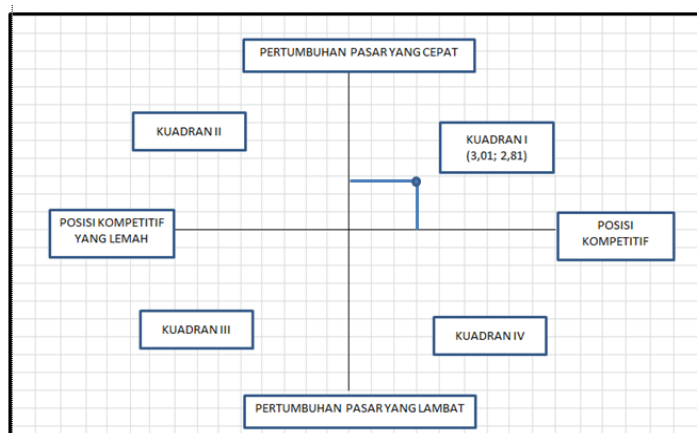 PERTUMBUHAN PASAR YANG CEPAT
KUADRAN II
KUADRAN I
(3,01; 2,81)
POSISI KOMPETITIF
YANG LEMAH
POSISI
KOMPETITIF
KUADRAN III
KUADRAN IV
PERTUMBUHAN PASAR YANG LAMBAT